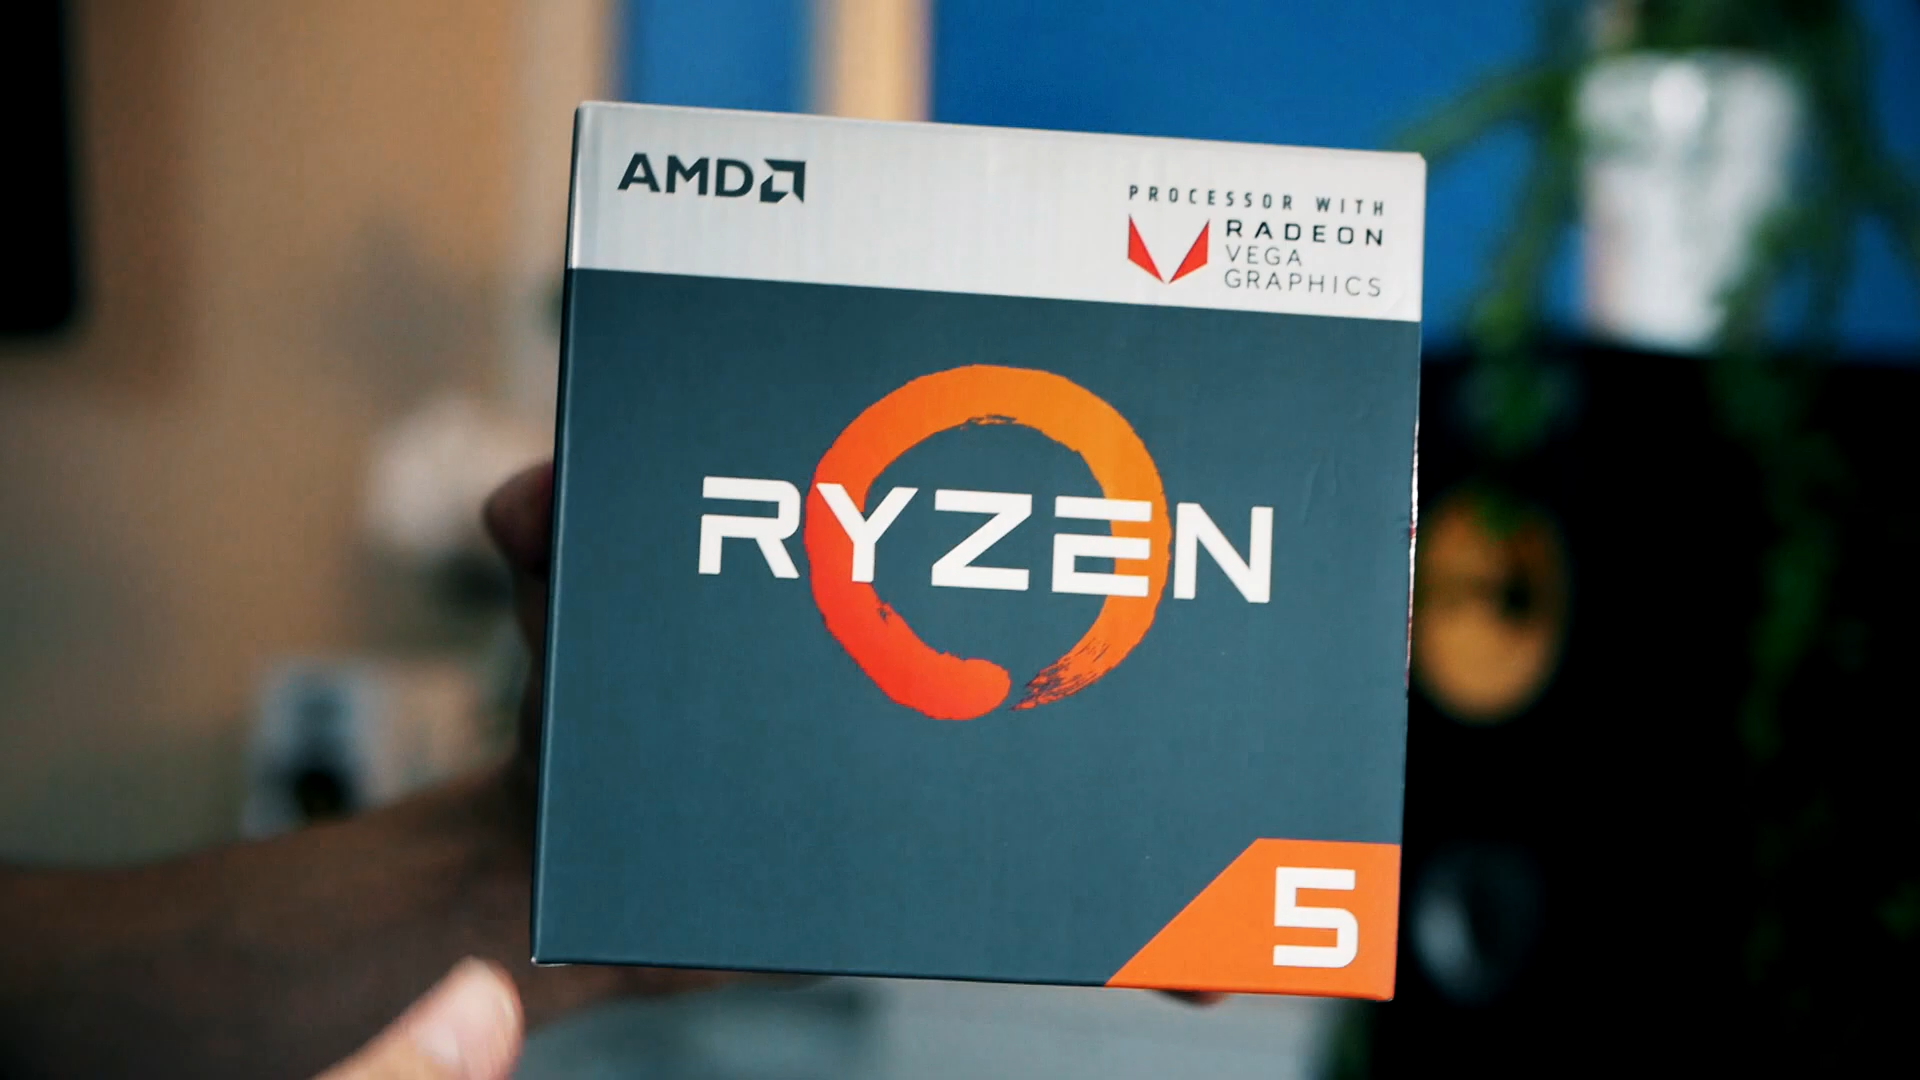 AMD
PROCESSOR WITH
RADEON
VEGA
GRAPHICS
RYZEN
5